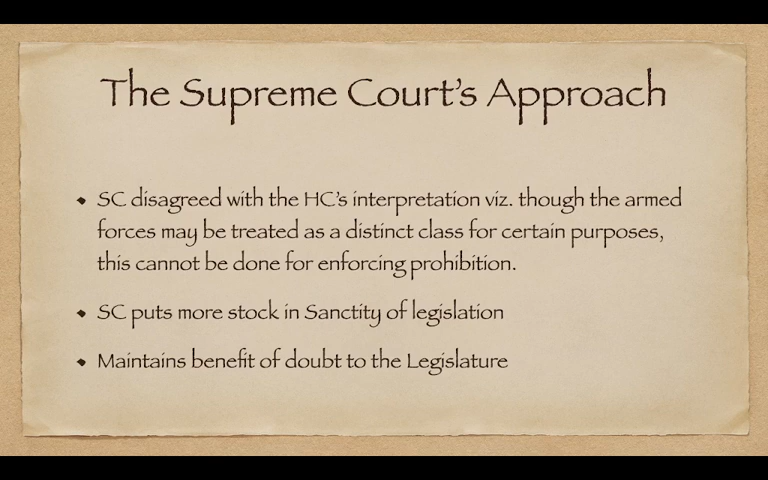 The Supreme Court's Approach
SC disagreed with the HC's interpretation viz. though the armed
forces may be treated as a distinct class for certain purposes,
this cannot be done for enforcing prohibition.
SC puts more stock in Sanctity of legislation
Maintains benefit of doubt to the Legislature